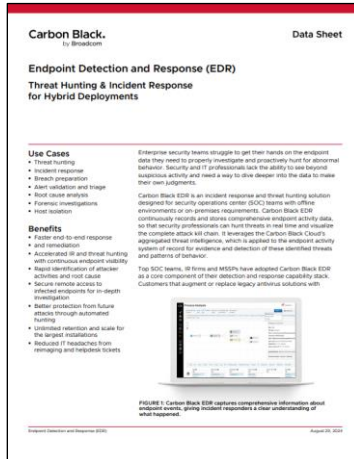 Carbon Black.
by Broadcom
Data Sheet
Endpoint Detection and Response (EDR)
Threat Hunting & Incident Response
for Hybrid Deployments
Use Cases
• Threat hunting
• Incident response
• Breach preparation
• Alert validation and triage
• Root cause analysis
• Forensic investigations
• Host isolation
Benefits
• Faster end-to-end response
• and remediation
• Accelerated IR and threat hunting
with continuous endpoint visibility
• Rapid identification of attacker
activities and root cause
• Secure remote access to
infected endpoints for in-depth
investigation
• Better protection from future
attacks through automated
hunting
• Unlimited retention and scale for
the largest installations
• Reduced IT headaches from
reimaging and helpdesk tickets
Enterprise security teams struggle to get their hands on the endpoint
data they need to properly investigate and proactively hunt for abnormal
behavior. Security and IT professionals lack the ability to see beyond
suspicious activity and need a way to dive deeper into the data to make
their own judgments.
Carbon Black EDR is an incident response and threat hunting solution
designed for security operations center (SOC) teams with offline
environments or on-premises requirements. Carbon Black EDR
continuously records and stores comprehensive endpoint activity data,
so that security professionals can hunt threats in real time and visualize
the complete attack kill chain. It leverages the Carbon Black Cloud's
aggregated threat intelligence, which is applied to the endpoint activity
system of record for evidence and detection of these identified threats
and patterns of behavior.
Top SOC teams, IR firms and MSSPs have adopted Carbon Black EDR
as a core component of their detection and response capability stack.
Customers that augment or replace legacy antivirus solutions with
FIGURE 1: Carbon Black EDR captures comprehensive information about
endpoint events, giving incident responders a clear understanding of
what happened.
Endpoint Detection and Response (EDR)